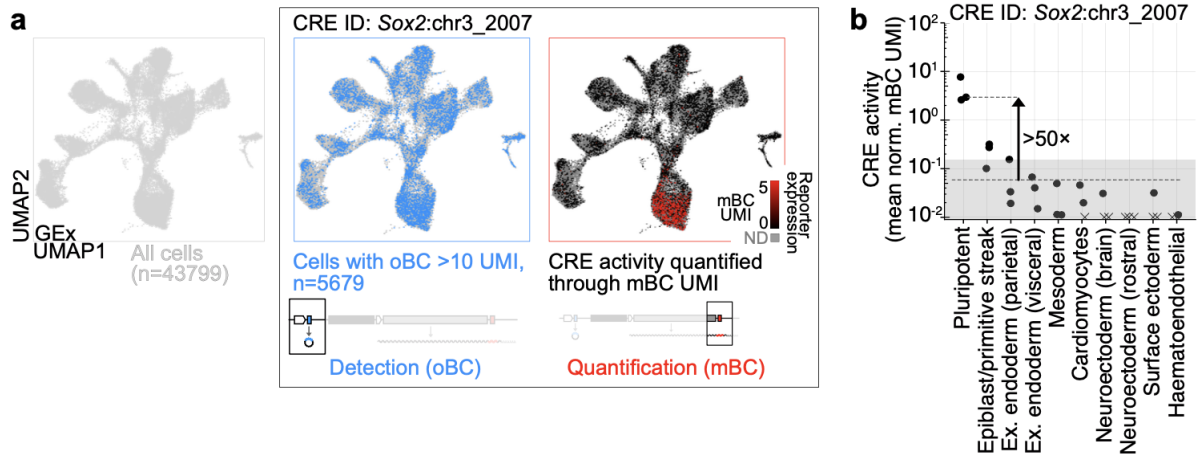 a
UMAP2
GEx
UMAP1
All cells
(n=43799)
CRE ID: Sox2:chr3_2007
Cells with oBC >10 UMI,
n=5679
Detection (oBC)
mBC
UMI
5
0
ND
Reporter
expression
CRE activity quantified
through mBC UMI
Quantification (mBC)
b
CRE ID: Sox2:chr3_2007
CRE activity
(mean norm. mBC UMI)
10²
10¹
10⁰
10⁻¹
10⁻²
>50×
Pluripotent
Epiblast/primitive streak
Ex. endoderm (parietal)
Ex. endoderm (visceral)
Mesoderm
Cardiomyocytes
Neuroectoderm (brain)
Neuroectoderm (rostral)
Surface ectoderm
Haematoendothelial